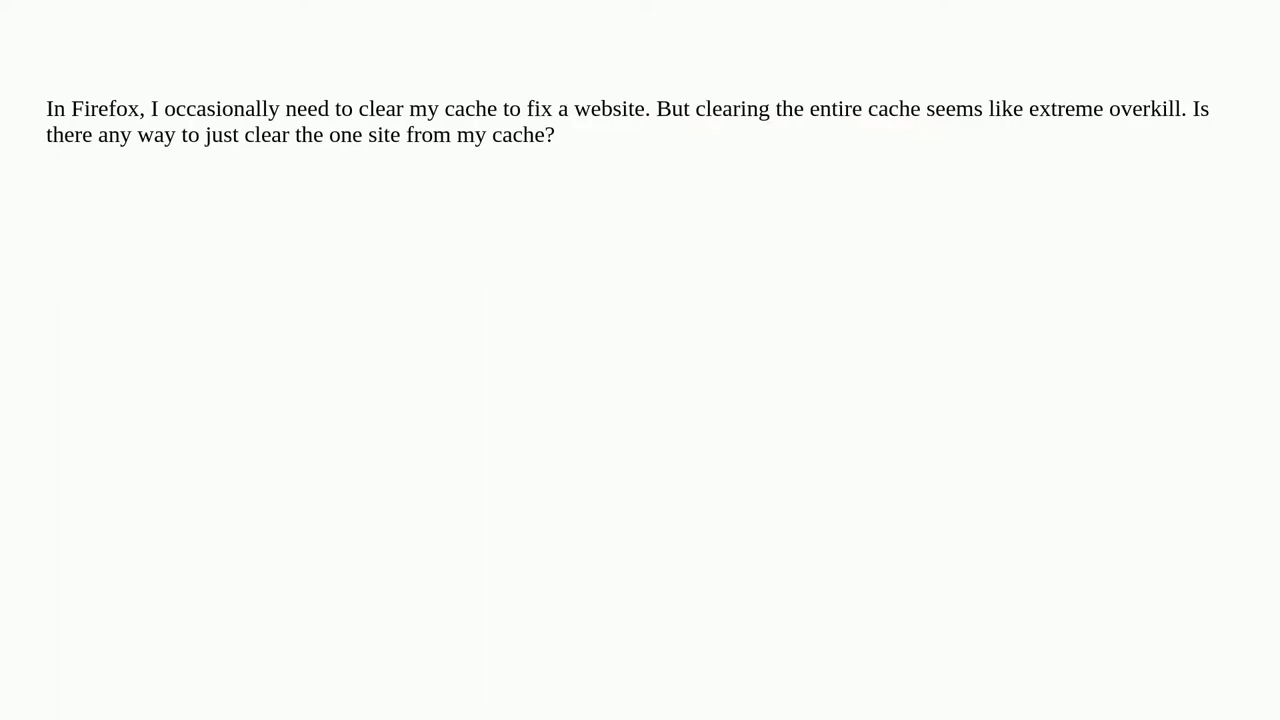 In Firefox, I occasionally need to clear my cache to fix a website. But clearing the entire cache seems like extreme overkill. Is
there any way to just clear the one site from my cache?